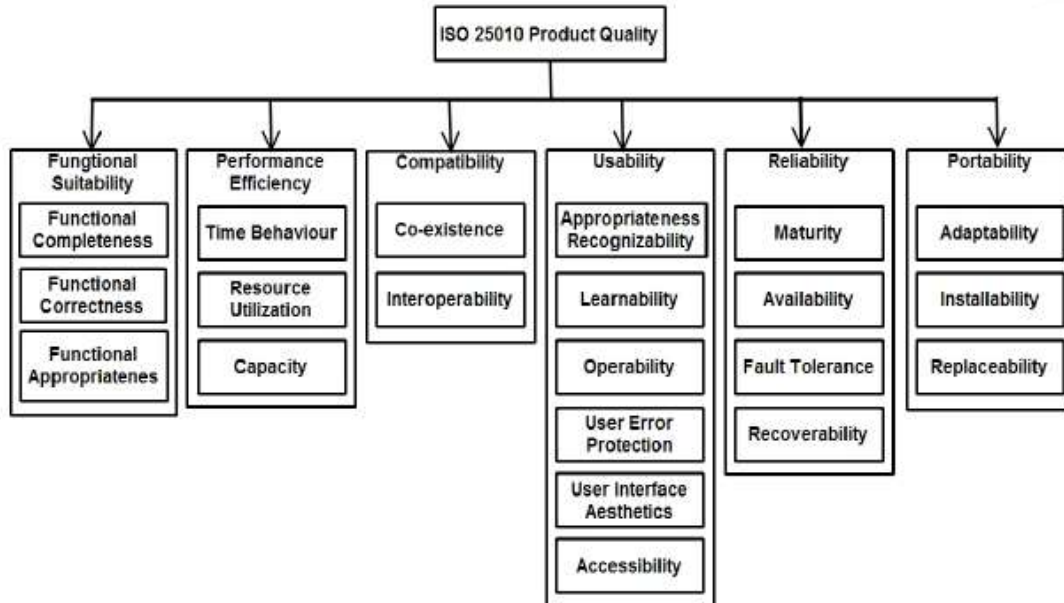 ISO 25010 Product Quality
Fungtional
Suitability
Functional
Completeness
Functional
Correctness
Functional
Appropriatenes
Performance
Efficiency
Time Behaviour
Resource
Utilization
Capacity
Compatibility
Co-existence
Interoperability
Usability
Appropriateness
Recognizability
Learnability
Operability
User Error
Protection
User Interface
Aesthetics
Accessibility
Reliability
Maturity
Availability
Fault Tolerance
Recoverability
Portability
Adaptability
Installability
Replaceability